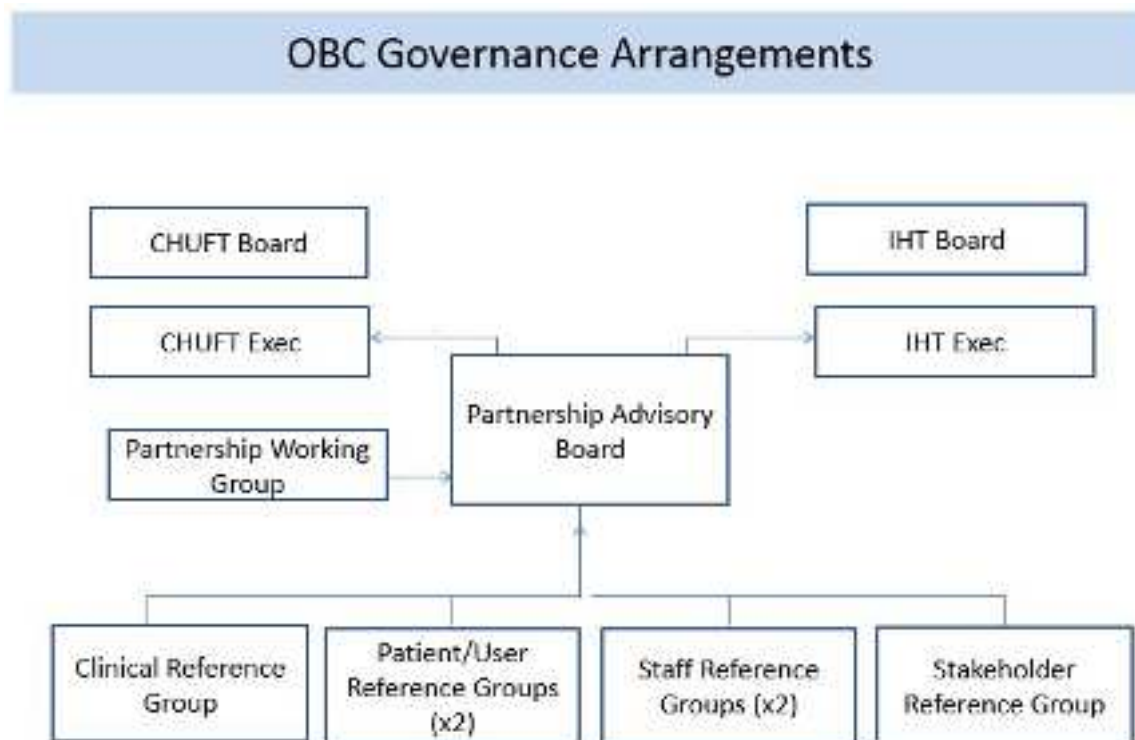 OBC Governance Arrangements
CHUFT Board
IHT Board
CHUFT Exec
IHT Exec
Partnership Advisory
Board
Partnership Working
Group
Clinical Reference
Group
Patient/User
Reference Groups
(x2)
Staff Reference
Groups (x2)
Stakeholder
Reference Group